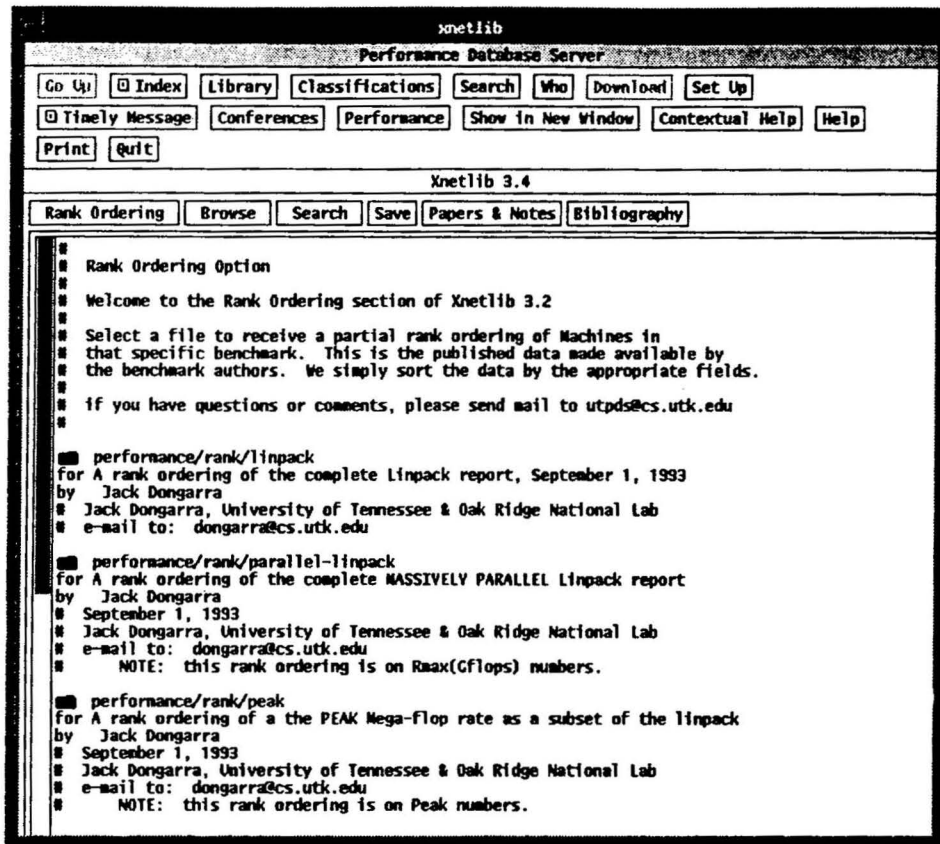 xnetlib
Performance Database Server
Go Up Index Library Classifications Search Who Download Set Up
Timely Message Conferences Performance Show in New Window Contextual Help Help
Print Quit
Xnetlib 3.4
Rank Ordering Browse Search Save Papers & Notes Bibliography
#
# Rank Ordering Option
#
# Welcome to the Rank Ordering section of Xnetlib 3.2
#
# Select a file to receive a partial rank ordering of Machines in
# that specific benchmark. This is the published data made available by
# the benchmark authors. We simply sort the data by the appropriate fields.
#
# if you have questions or comments, please send mail to utpds@cs.utk.edu
#
performance/rank/linpack
for A rank ordering of the complete Linpack report, September 1, 1993
by Jack Dongarra
# Jack Dongarra, University of Tennessee & Oak Ridge National Lab
# e-mail to: dongarra@cs.utk.edu
performance/rank/parallel-linpack
for A rank ordering of the complete MASSIVELY PARALLEL Linpack report
by Jack Dongarra
# September 1, 1993
# Jack Dongarra, University of Tennessee & Oak Ridge National Lab
# e-mail to: dongarra@cs.utk.edu
# NOTE: this rank ordering is on Rmax(Gflops) numbers.
performance/rank/peak
for A rank ordering of a the PEAK Mega-flop rate as a subset of the linpack
by Jack Dongarra
# September 1, 1993
# Jack Dongarra, University of Tennessee & Oak Ridge National Lab
# e-mail to: dongarra@cs.utk.edu
# NOTE: this rank ordering is on Peak numbers.